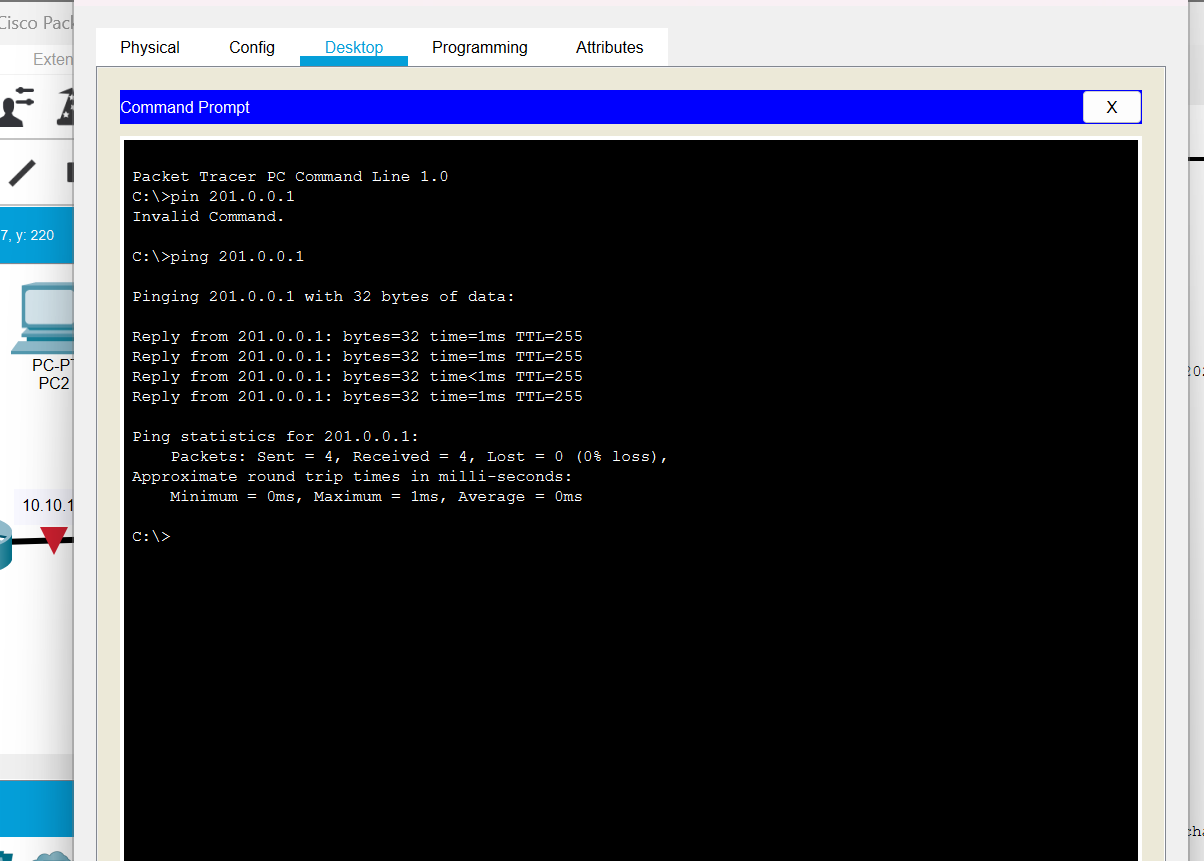 Cisco Pack
Exten
Physical Config Desktop Programming Attributes
Command Prompt X
Packet Tracer PC Command Line 1.0
C:\>pin 201.0.0.1
Invalid Command.
C:\>ping 201.0.0.1
Pinging 201.0.0.1 with 32 bytes of data:
Reply from 201.0.0.1: bytes=32 time=1ms TTL=255
Reply from 201.0.0.1: bytes=32 time=1ms TTL=255
Reply from 201.0.0.1: bytes=32 time<1ms TTL=255
Reply from 201.0.0.1: bytes=32 time=1ms TTL=255
Ping statistics for 201.0.0.1:
Packets: Sent = 4, Received = 4, Lost = 0 (0% loss),
Approximate round trip times in milli-seconds:
Minimum = 0ms, Maximum = 1ms, Average = 0ms
C:\>
7, y: 220
PC-PT
PC2
10.10.1